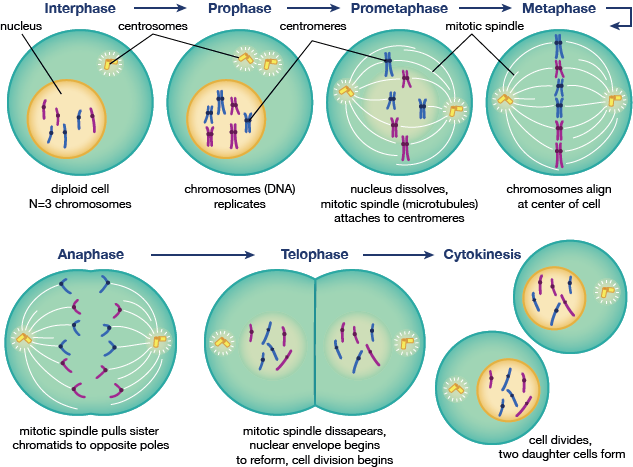 Interphase
Prophase
Prometaphase
Metaphase
nucleus
centrosomes
centromeres
mitotic spindle
diploid cell
N=3 chromosomes
chromosomes (DNA)
replicates
nucleus dissolves,
mitotic spindle (microtubules)
attaches to centromeres
chromosomes align
at center of cell
Anaphase
Telophase
Cytokinesis
mitotic spindle pulls sister
chromatids to opposite poles
mitotic spindle dissapears,
nuclear envelope begins
to reform, cell division begins
cell divides,
two daughter cells form